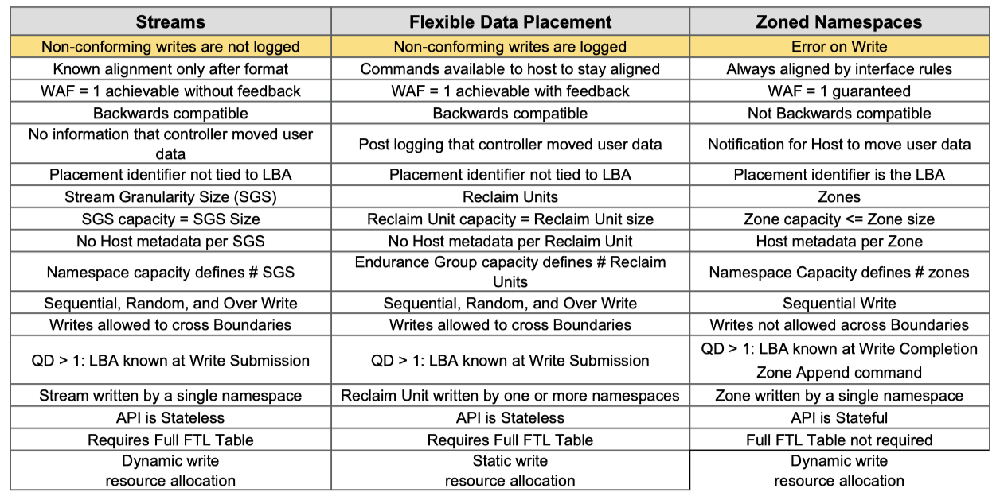 Streams
Flexible Data Placement
Zoned Namespaces
Non-conforming writes are not logged
Non-conforming writes are logged
Error on Write
Known alignment only after format
Commands available to host to stay aligned
Always aligned by interface rules
WAF = 1 achievable without feedback
WAF = 1 achievable with feedback
WAF = 1 guaranteed
Backwards compatible
Backwards compatible
Not Backwards compatible
No information that controller moved user
data
Post logging that controller moved user data
Notification for Host to move user data
Placement identifier not tied to LBA
Placement identifier not tied to LBA
Placement identifier is the LBA
Stream Granularity Size (SGS)
Reclaim Units
Zones
SGS capacity = SGS Size
Reclaim Unit capacity = Reclaim Unit size
Zone capacity <= Zone size
No Host metadata per SGS
No Host metadata per Reclaim Unit
Host metadata per Zone
Namespace capacity defines # SGS
Endurance Group capacity defines # Reclaim
Units
Namespace Capacity defines # zones
Sequential, Random, and Over Write
Sequential, Random, and Over Write
Sequential Write
Writes allowed to cross Boundaries
Writes allowed to cross Boundaries
Writes not allowed across Boundaries
QD > 1: LBA known at Write Submission
QD > 1: LBA known at Write Submission
QD > 1: LBA known at Write Completion
Zone Append command
Stream written by a single namespace
Reclaim Unit written by one or more namespaces
Zone written by a single namespace
API is Stateless
API is Stateless
API is Stateful
Requires Full FTL Table
Requires Full FTL Table
Full FTL Table not required
Dynamic write
resource allocation
Static write
resource allocation
Dynamic write
resource allocation